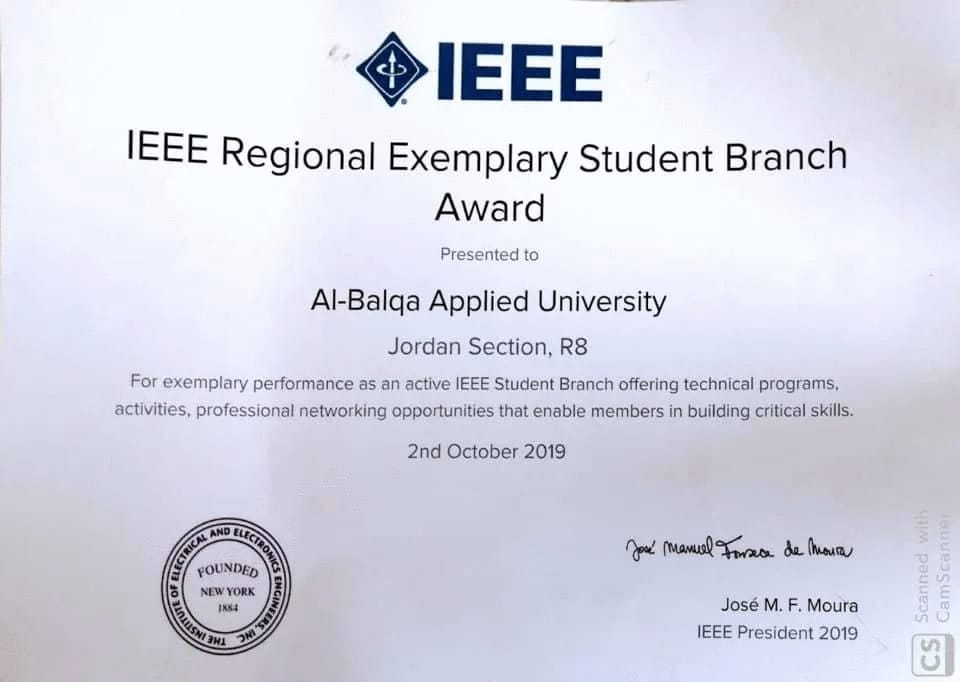 IEEE
IEEE Regional Exemplary Student Branch
Award
Presented to
Al-Balqa Applied University
Jordan Section, R8
For exemplary performance as an active IEEE Student Branch offering technical programs,
activities, professional networking opportunities that enable members in building critical skills.
2nd October 2019
THE INSTITUTE OF ELECTRICAL AND ELECTRONICS ENGINEERS, INC.
FOUNDED
NEW YORK
1884
José Manuel Fonseca de Moura
José M. F. Moura
IEEE President 2019
CS
Scanned with
CamScanner